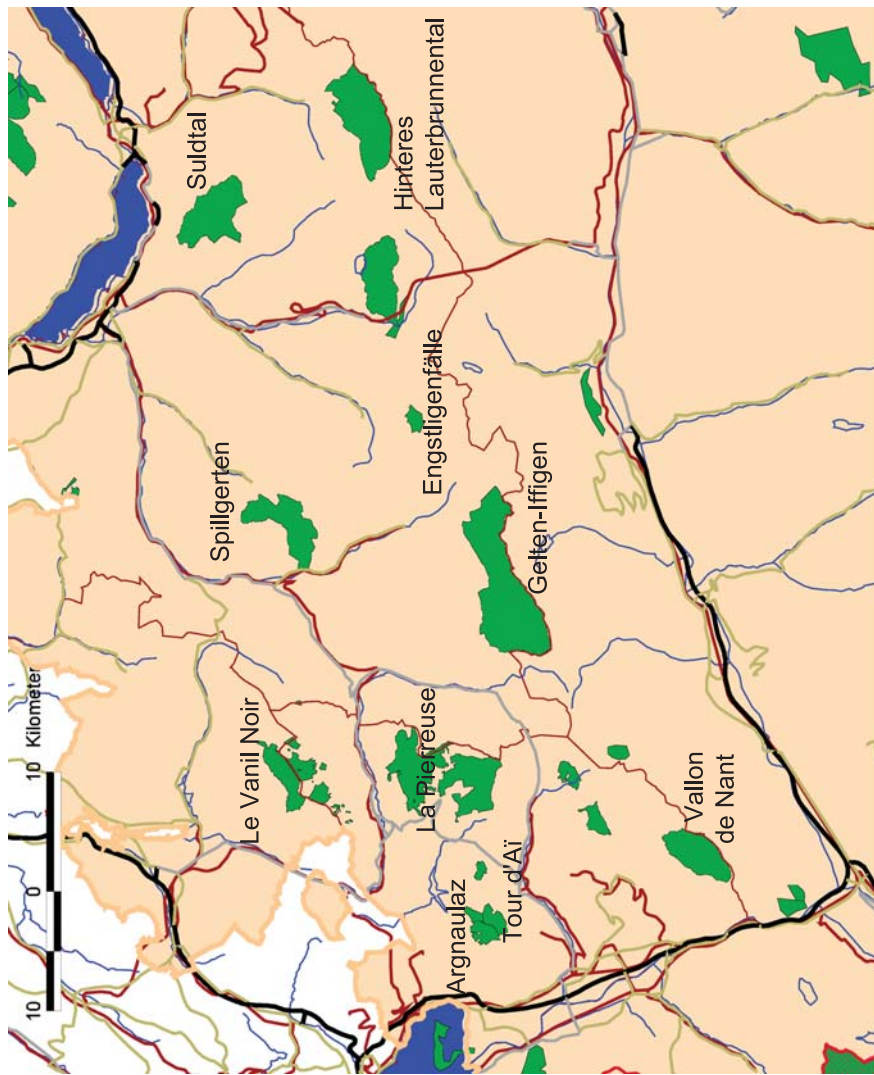 10
0
10
Kilometer
Suldtal
Hinteres
Lauterbrunnental
Spillgerten
Engstligenfälle
Gelten-Iffigen
Le Vanil Noir
La Pierreuse
Argnaulaz
Tour d'Aï
Vallon
de Nant